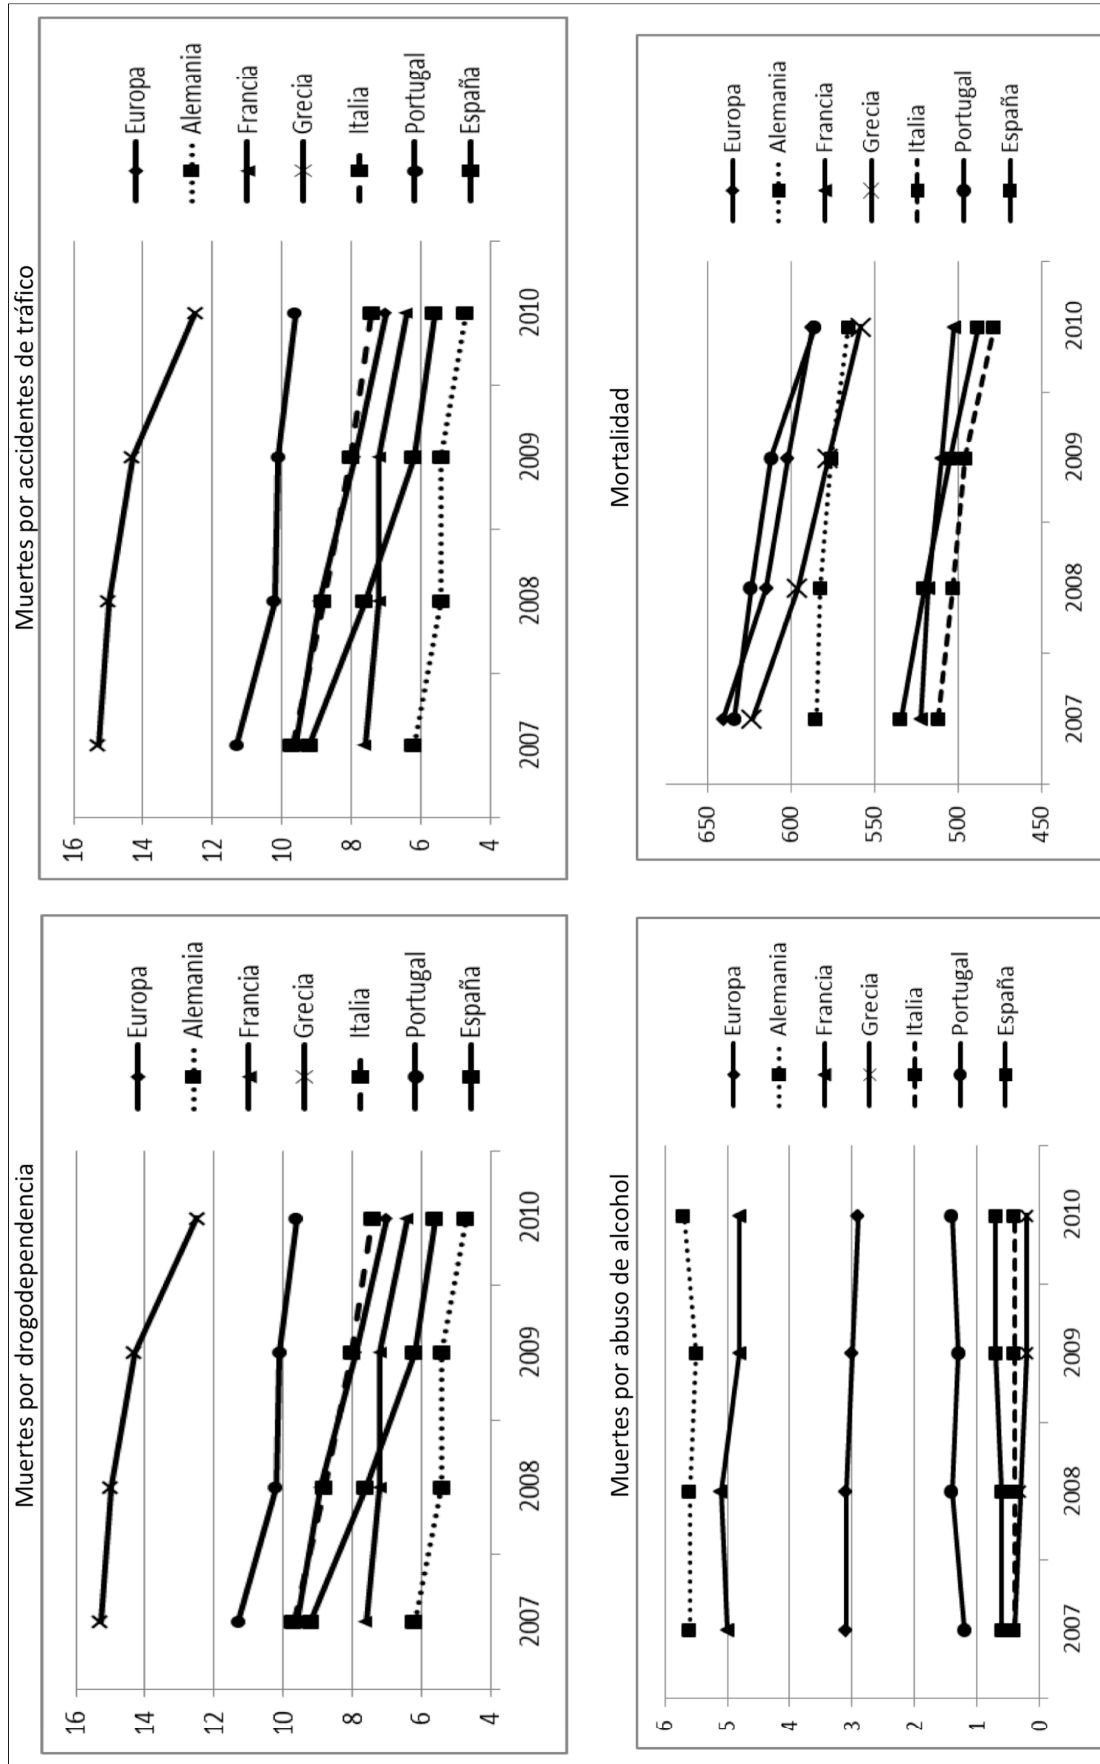 Muertes por drogodependencia
16
14
12
10
8
6
4
2007 2008 2009 2010
Europa
Alemania
Francia
Grecia
Italia
Portugal
España
Muertes por accidentes de tráfico
16
14
12
10
8
6
4
2007 2008 2009 2010
Europa
Alemania
Francia
Grecia
Italia
Portugal
España
Muertes por abuso de alcohol
6
5
4
3
2
1
0
2007 2008 2009 2010
Europa
Alemania
Francia
Grecia
Italia
Portugal
España
Mortalidad
650
600
550
500
450
2007 2008 2009 2010
Europa
Alemania
Francia
Grecia
Italia
Portugal
España